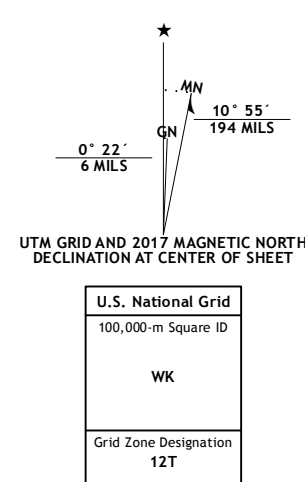 ★
MN
GN
10° 55´
194 MILS
0° 22´
6 MILS
UTM GRID AND 2017 MAGNETIC NORTH
DECLINATION AT CENTER OF SHEET
U.S. National Grid
100,000-m Square ID
WK
Grid Zone Designation
12T